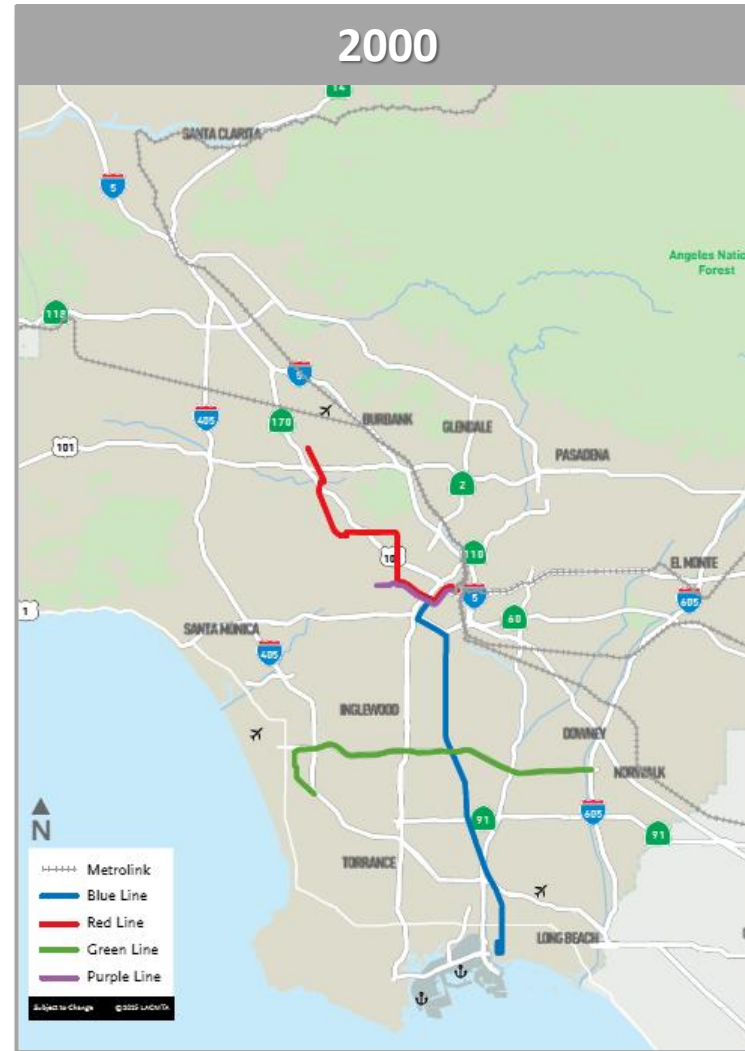 2000
14
SANTA CLARITA
5
Angeles Natio
Forest
118
5
405
170
BURBANK
GLENDALE
101
PASADENA
2
110
10
EL MONTE
5
605
1
60
SANTA MONICA
405
INGLEWOOD
DOWNEY
NORWALK
N
91
605
91
Metrolink
TORRANCE
Blue Line
Red Line
LONG BEACH
Green Line
Purple Line
Subject to Change ©2025 LACMTA